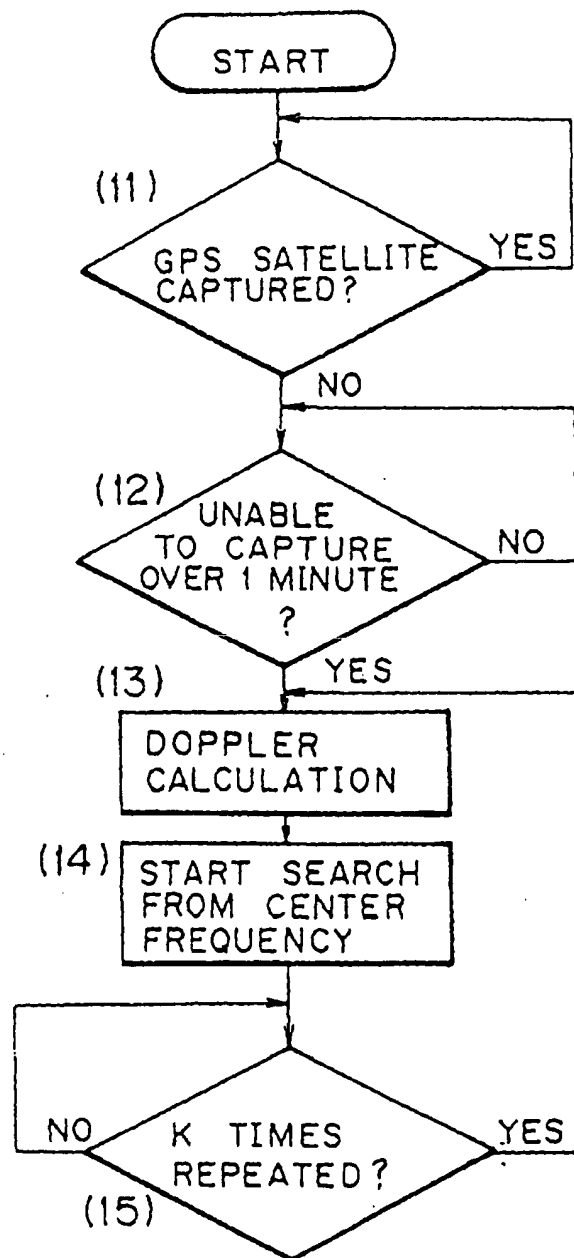 START
(11)
GPS SATELLITE
CAPTURED?
YES
NO
(12)
UNABLE
TO CAPTURE
OVER 1 MINUTE
?
NO
YES
(13)
DOPPLER
CALCULATION
(14)
START SEARCH
FROM CENTER
FREQUENCY
NO
K TIMES
REPEATED?
YES
(15)